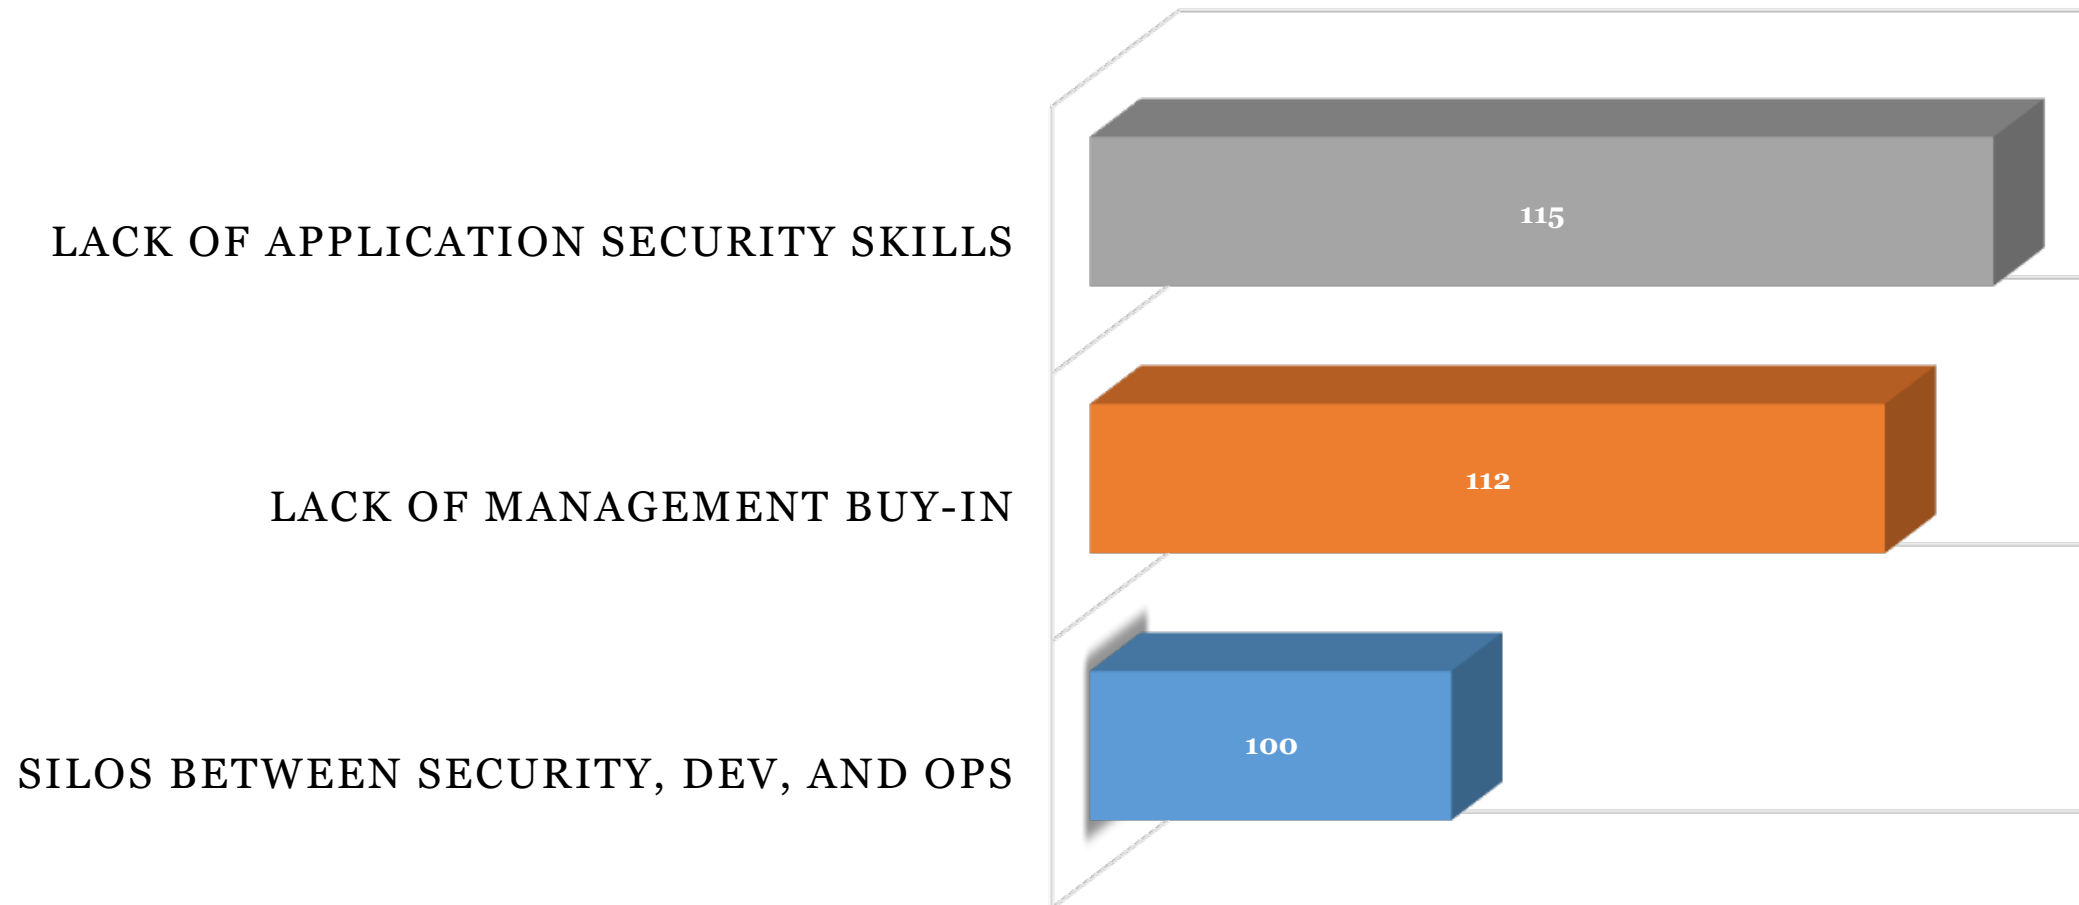 LACK OF APPLICATION SECURITY SKILLS
115
LACK OF MANAGEMENT BUY-IN
112
SILOS BETWEEN SECURITY, DEV, AND OPS
100